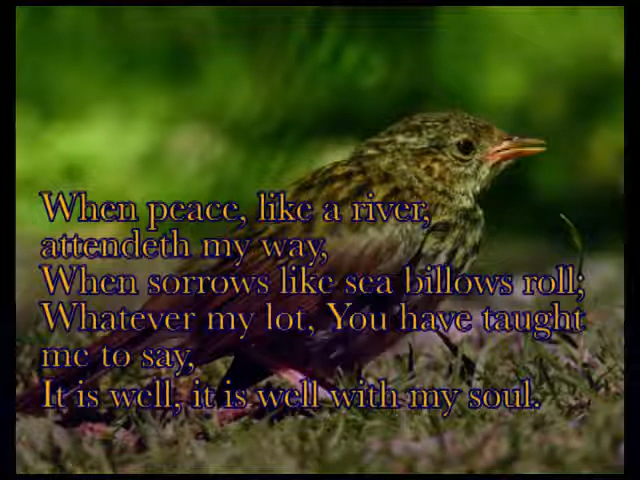 When peace, like a river,
attendeth my way,
When sorrows like sea billows roll;
Whatever my lot, You have taught
me to say,
It is well, it is well with my soul.